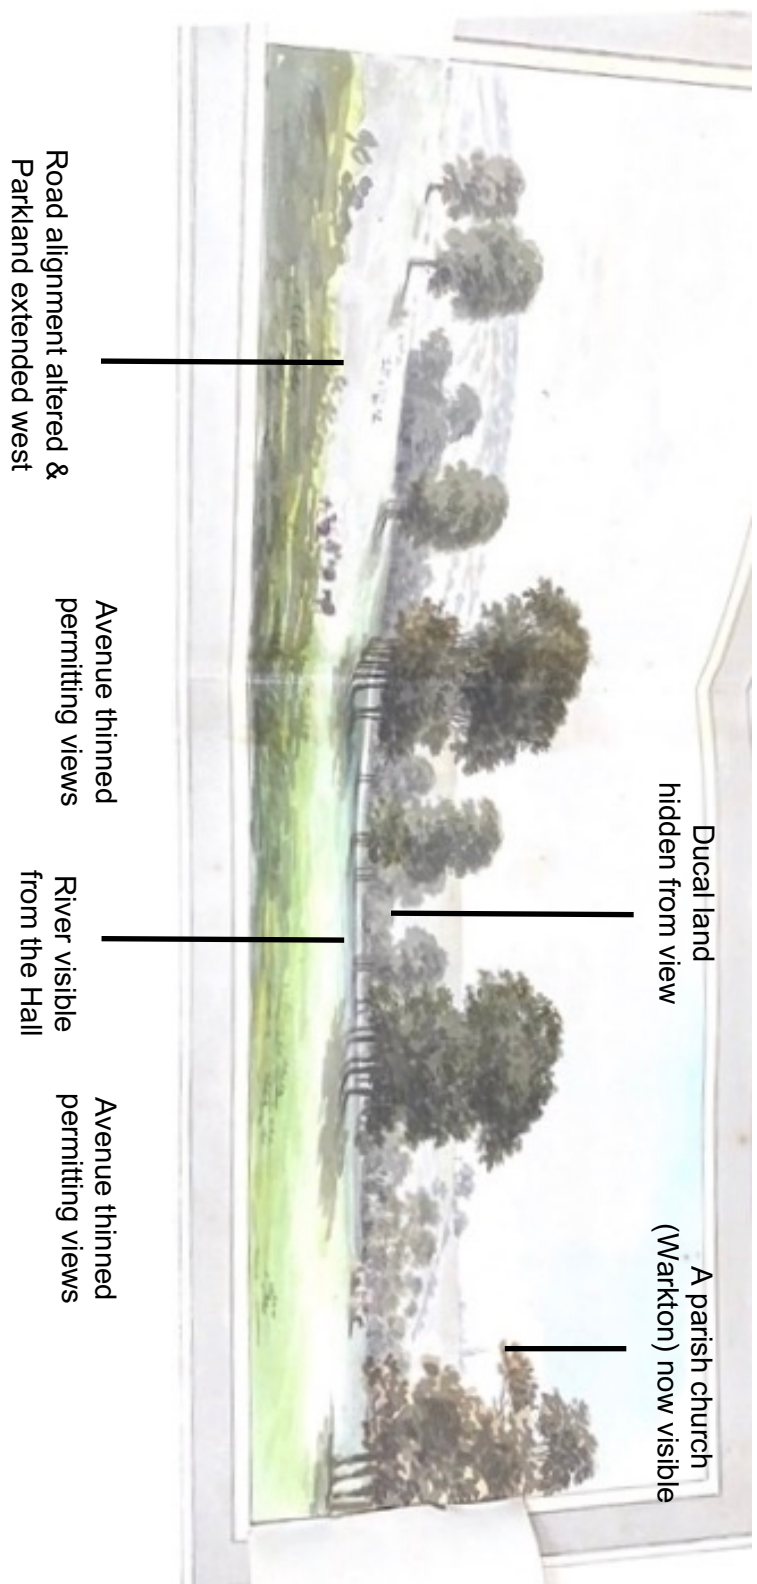 Ducal land
hidden from view
A parish church
(Warkton) now visible
Road alignment altered &
Parkland extended west
Avenue thinned
permitting views
River visible
from the Hall
Avenue thinned
permitting views